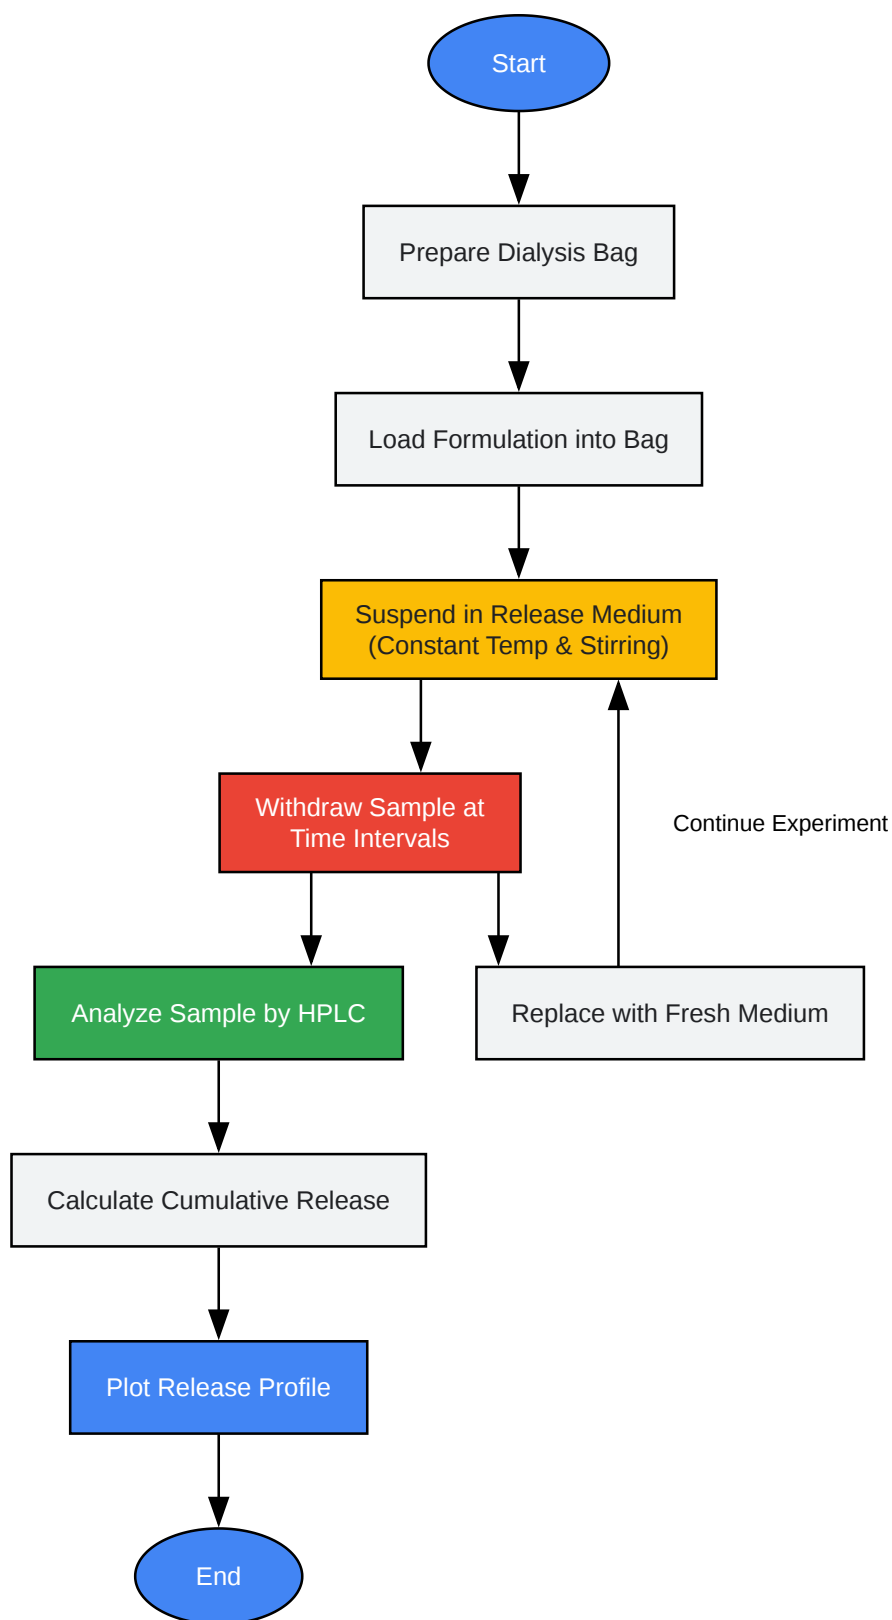 Start
Prepare Dialysis Bag
Load Formulation into Bag
Suspend in Release Medium
(Constant Temp & Stirring)
Withdraw Sample at
Time Intervals
Continue Experiment
Analyze Sample by HPLC
Replace with Fresh Medium
Calculate Cumulative Release
Plot Release Profile
End